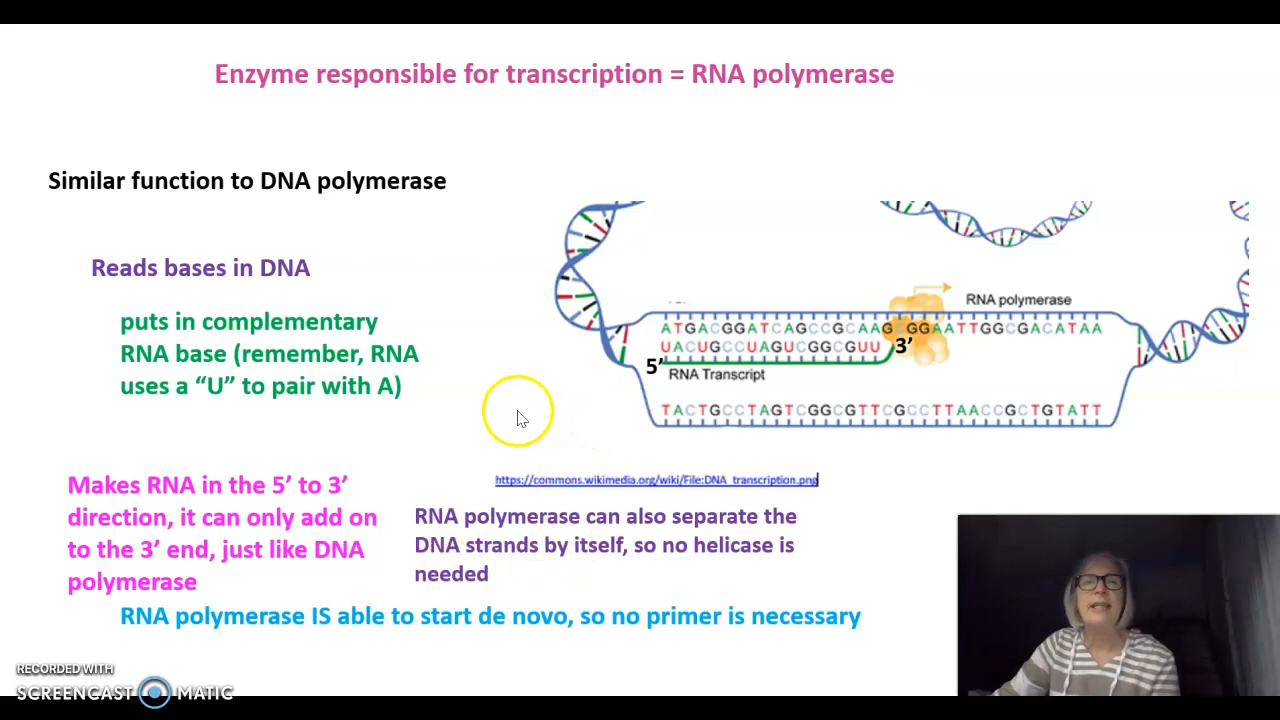 Enzyme responsible for transcription = RNA polymerase
Similar function to DNA polymerase
Reads bases in DNA
puts in complementary
RNA base (remember, RNA
uses a “U” to pair with A)
RNA polymerase
ATGACGGATCAGCCGCAAGCGGAATTGGCGACATAA
UACUGCCUAGUCGGCGUU
3’
5’
RNA Transcript
TACTGCCTAGTCGGCGTTCGCCTTAACCGCTGTATT
https://commons.wikimedia.org/wiki/File:DNA_transcription.png
Makes RNA in the 5’ to 3’
direction, it can only add on
to the 3’ end, just like DNA
polymerase
RNA polymerase can also separate the
DNA strands by itself, so no helicase is
needed
RNA polymerase IS able to start de novo, so no primer is necessary
RECORDED WITH
SCREENCAST MATIC